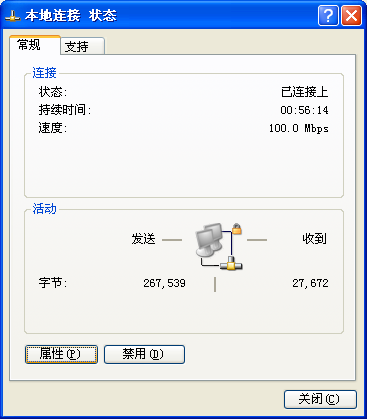 本地连接 状态
常规 支持
连接
状态: 已连接上
持续时间: 00:56:14
速度: 100.0 Mbps
活动
发送 收到
字节: 267,539 27,672
属性(P) 禁用(D)
关闭(C)